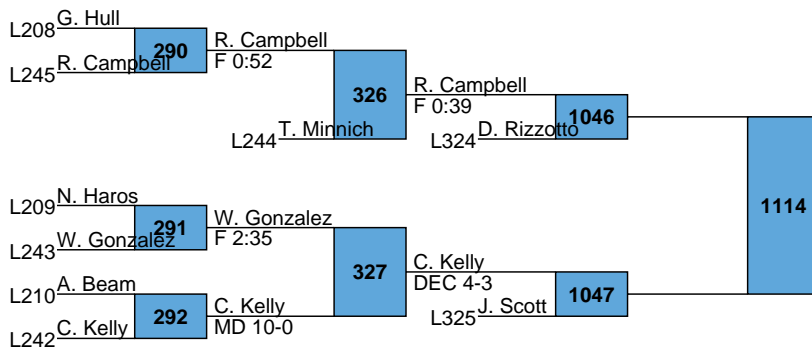 G. Hull
L208
290
R. Campbell
L245
R. Campbell
F 0:52
326
T. Minnich
L244
R. Campbell
F 0:39
1046
D. Rizzotto
L324
1114
N. Haros
L209
291
W. Gonzalez
L243
W. Gonzalez
F 2:35
A. Beam
L210
292
C. Kelly
L242
C. Kelly
MD 10-0
327
C. Kelly
DEC 4-3
1047
J. Scott
L325